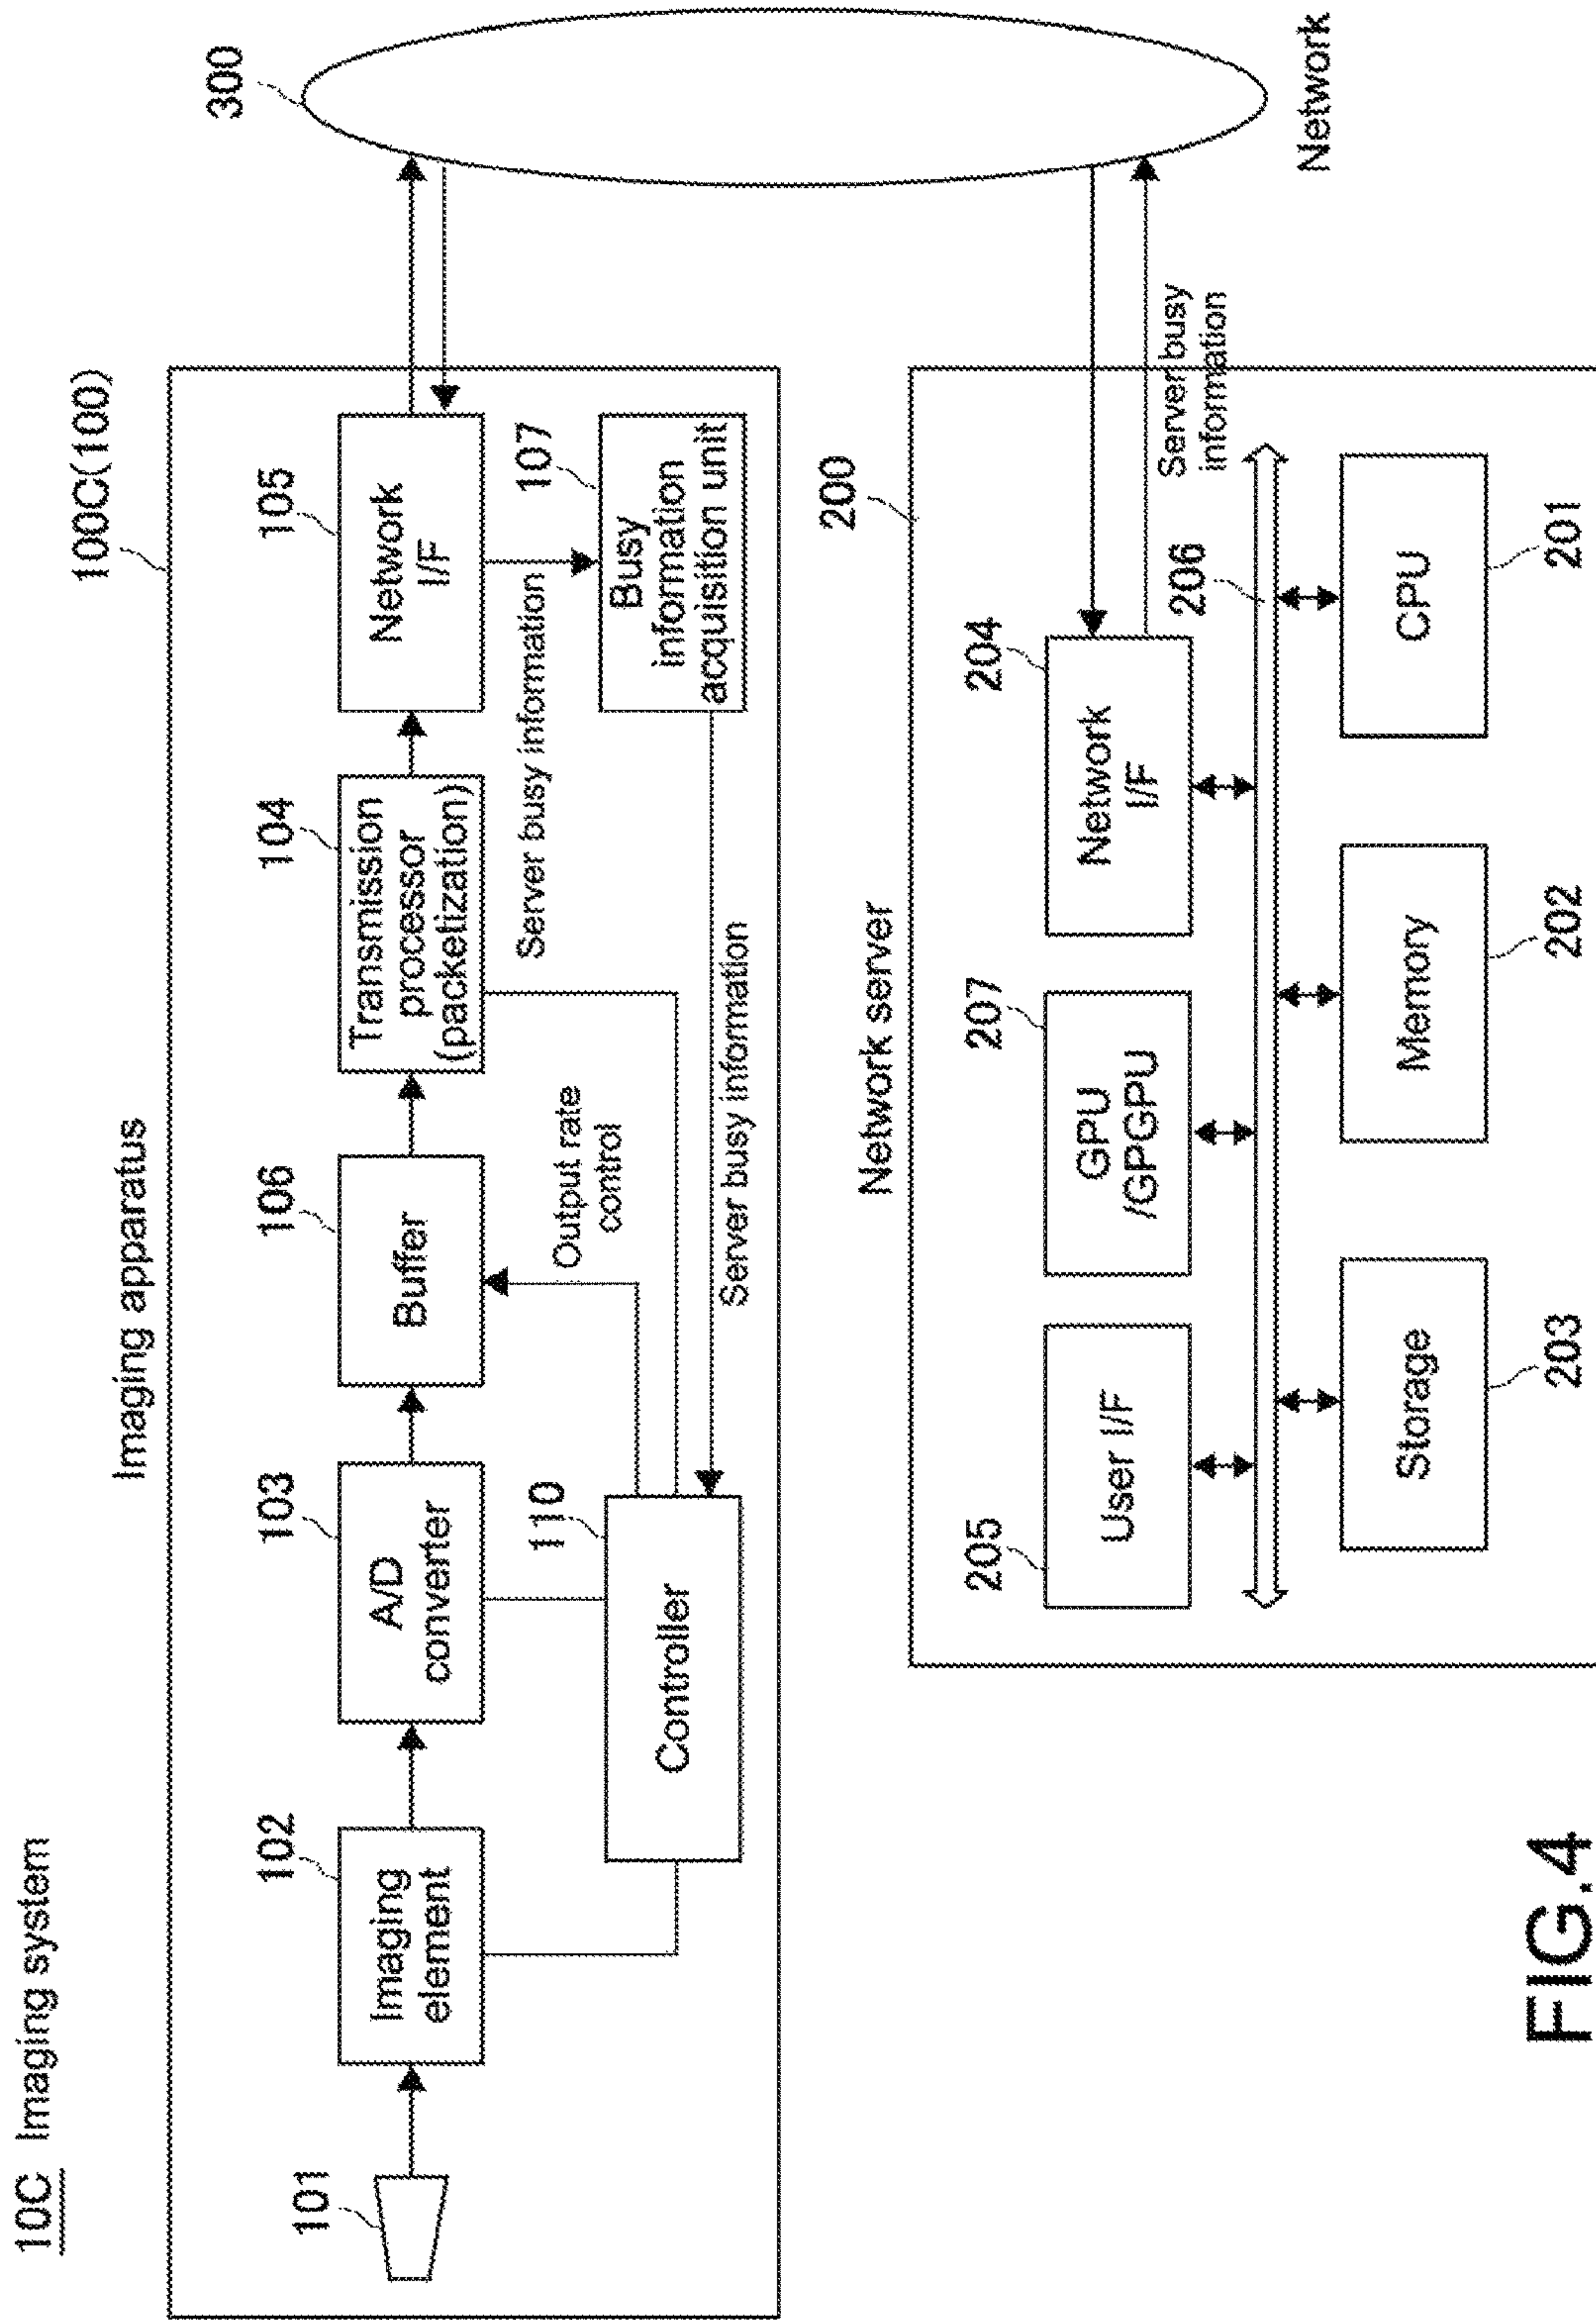 10C Imaging system
Imaging apparatus
100C(100)
101
102
Imaging
element
103
A/D
converter
106
Buffer
104
Transmission
processor
(packetization)
105
Network
I/F
300
110
Controller
Output rate
control
Server busy information
107
Busy
information
acquisition unit
Server busy information
Network server
200
205
User I/F
207
GPU
/GPGPU
204
Network
I/F
Server busy
information
206
Storage
203
Memory
202
CPU
201
Network
FIG.4